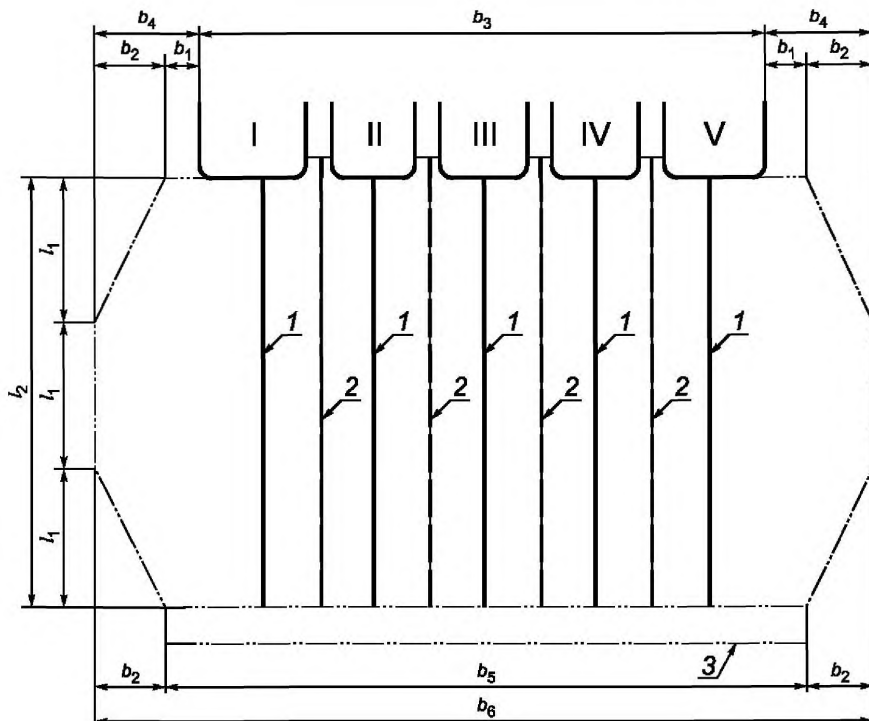 b4 b3 b4
b2 b1 b1 b2
I II III IV V
l1
1 1 1 1 1
l2 l1
2 2 2 2
l1
3
b2 b5 b2
b6